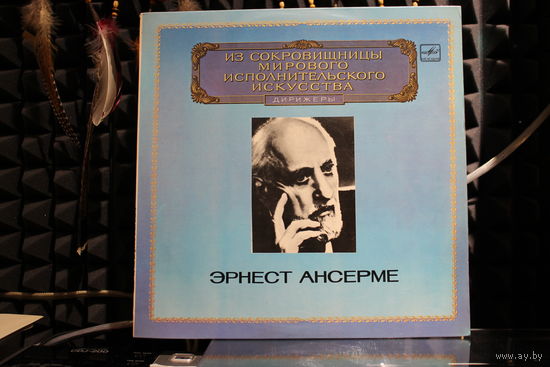 ИЗ СОКРОВИЩНИЦЫ
МИРОВОГО
ИСПОЛНИТЕЛЬСКОГО
ИСКУССТВА
ДИРИЖЕРЫ
ЭРНЕСТ АНСЕРМЕ
www.ay.by